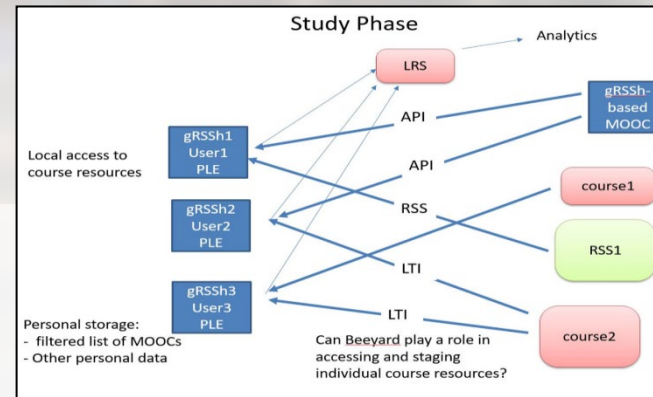 Study Phase
Analytics
LRS
gRSSh-
based
MOOC
API
gRSSh1
User1
PLE
Local access to
course resources
API
course1
gRSSh2
User2
PLE
RSS
RSS1
LTI
gRSSh3
User3
PLE
LTI
course2
Personal storage:
- filtered list of MOOCs
- Other personal data
Can Beeyard play a role in
accessing and staging
individual course resources?